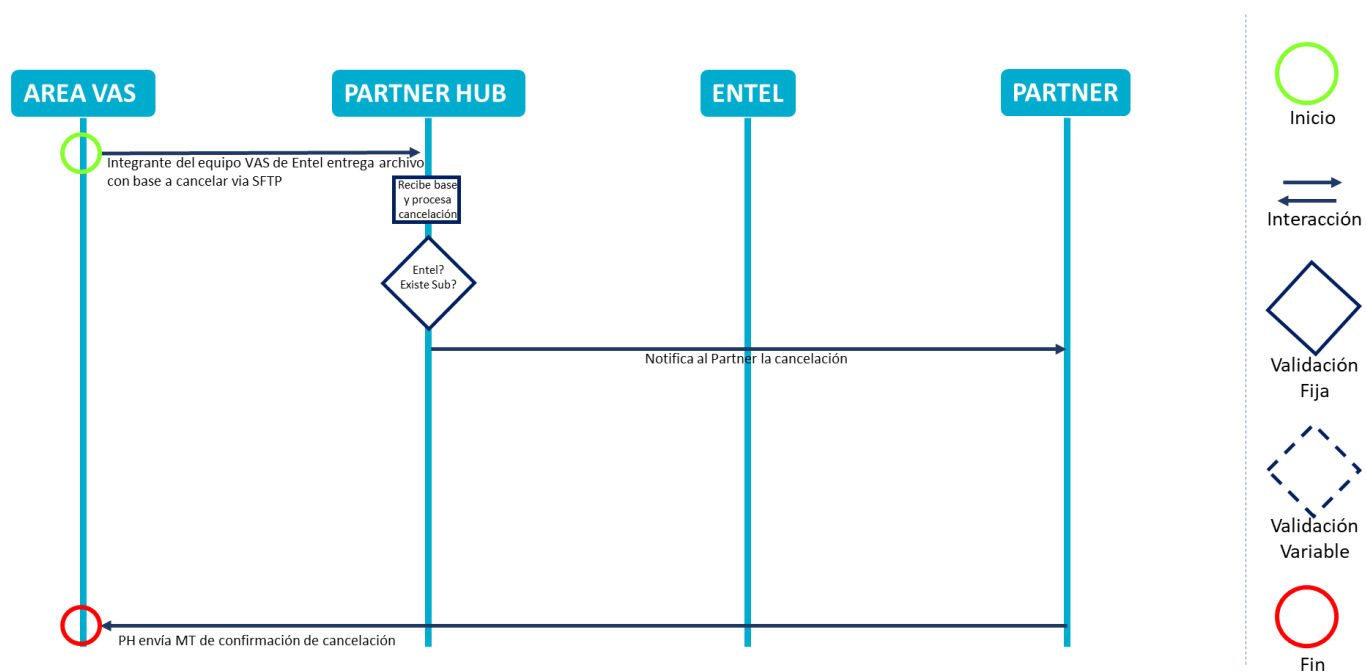 AREA VAS
PARTNER HUB
ENTEL
PARTNER
Integrante del equipo VAS de Entel entrega archivo
con base a cancelar via SFTP
Recibe base
y procesa
cancelación
Entel?
Existe Sub?
Notifica al Partner la cancelación
PH envía MT de confirmación de cancelación
Inicio
Interacción
Validación
Fija
Validación
Variable
Fin